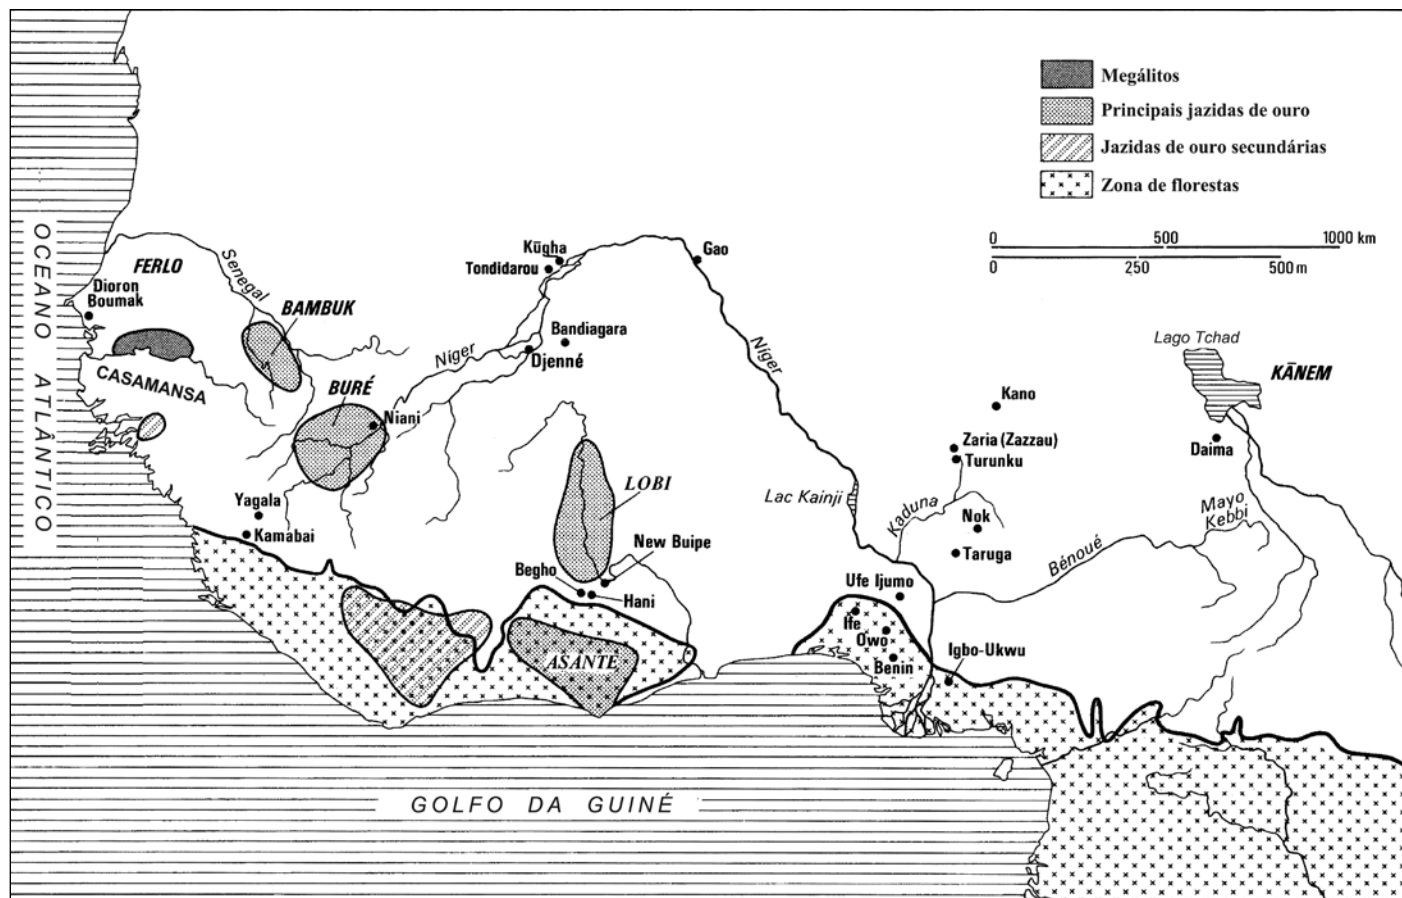 Megálitos
Principais jazidas de ouro
Jazidas de ouro secundárias
Zona de florestas
0 500 1000 km
0 250 500 m
OCEANO ATLÂNTICO
FERLO
Senegal
Dioron
Boumak
BAMBUK
CASAMANSA
BURÉ
Niani
Níger
Kūgha
Tondidarou
Bandiagara
Djenné
Gao
Níger
Yagala
Kamabai
LOBI
New Buipe
Begho
Hani
ASANTE
Lac Kainji
Kaduna
Kano
Zaria (Zazzau)
Turunku
Nok
Taruga
Bénoué
Mayo
Kebbi
Lago Tchad
KĀNEM
Daima
Ufe Ijumo
Ife
Owo
Benin
Igbo-Ukwu
GOLFO DA GUINÉ